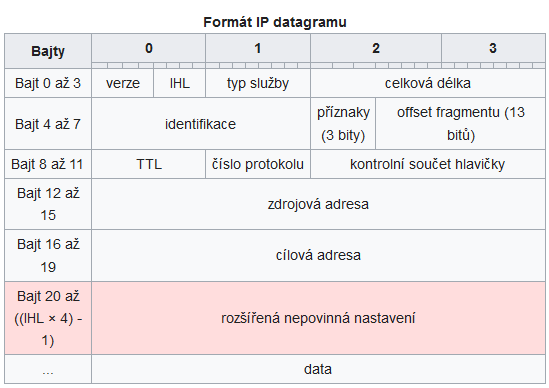 Formát IP datagramu
Bajty 0 1 2 3
Bajt 0 až 3 verze IHL typ služby celková délka
Bajt 4 až 7 identifikace příznaky (3 bity) offset fragmentu (13 bitů)
Bajt 8 až 11 TTL číslo protokolu kontrolní součet hlavičky
Bajt 12 až 15 zdrojová adresa
Bajt 16 až 19 cílová adresa
Bajt 20 až ((IHL × 4) - 1) rozšířená nepovinná nastavení
... data